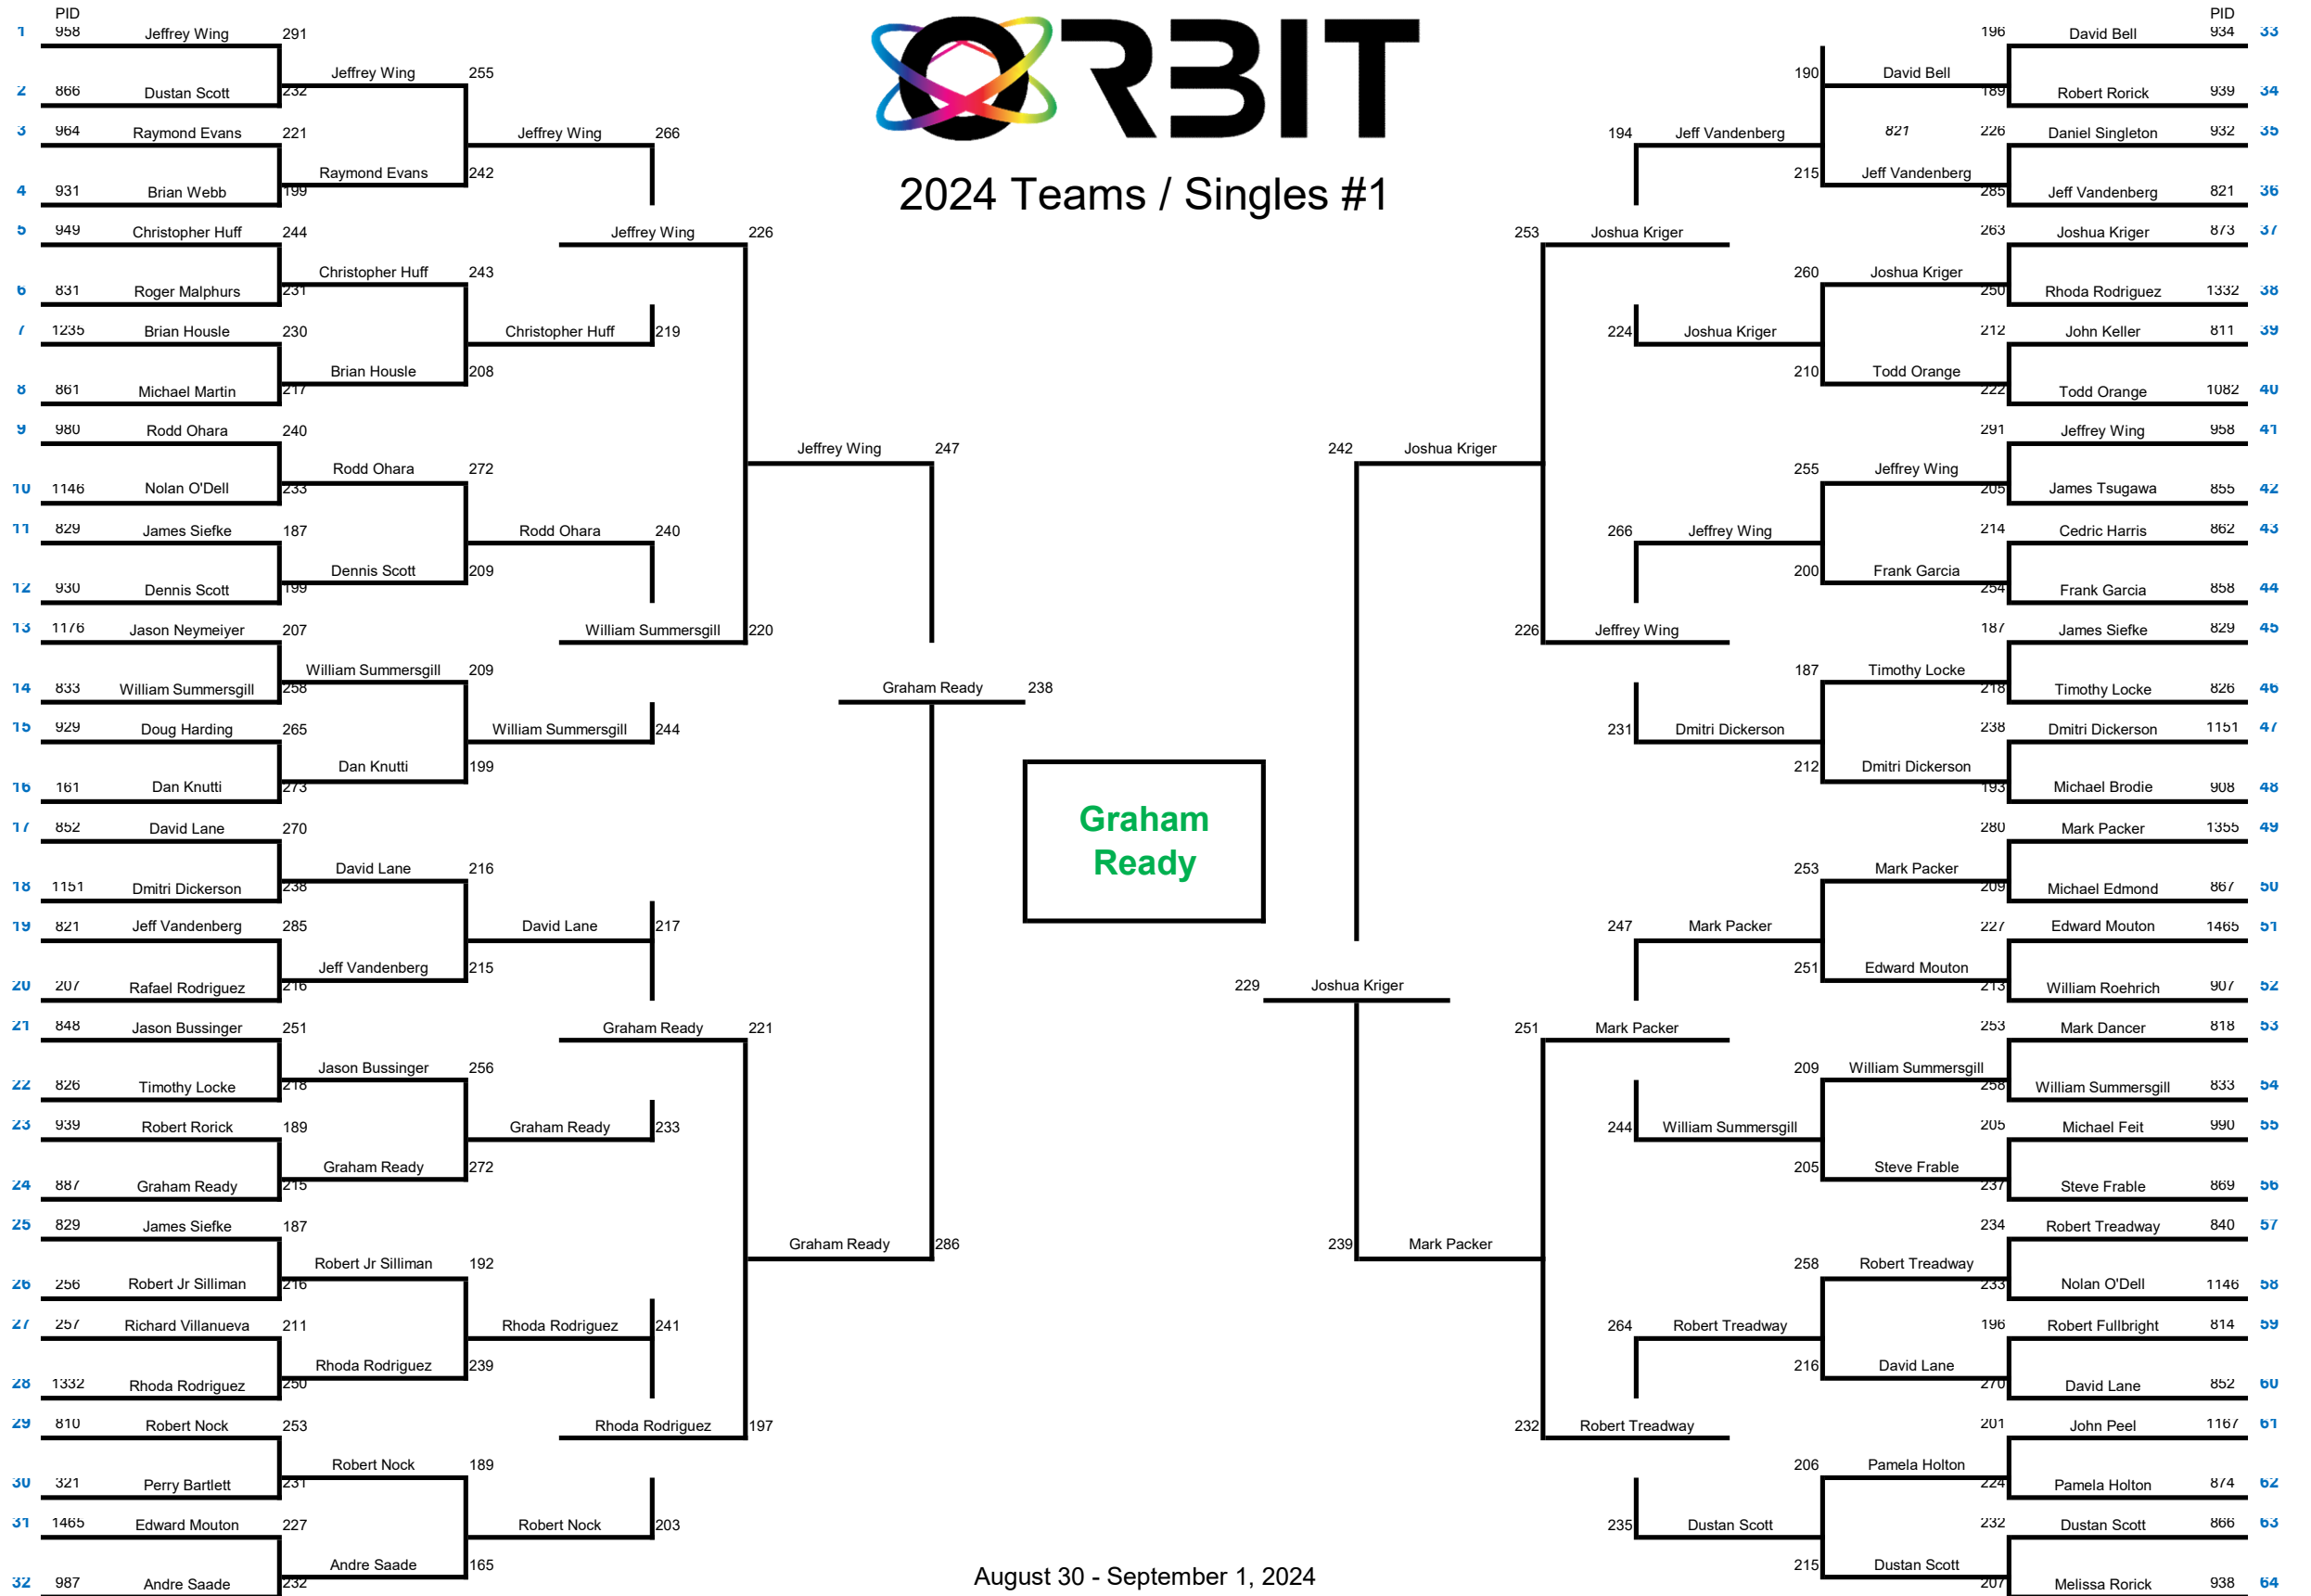 PID
PID
ORBIT
2024 Teams / Singles #1
1 958 Jeffrey Wing 291
2 866 Dustan Scott 232
3 964 Raymond Evans 221
4 931 Brian Webb 199
5 949 Christopher Huff 244
6 831 Roger Malphurs 231
7 1235 Brian Housle 230
8 861 Michael Martin 217
9 980 Rodd Ohara 240
10 1146 Nolan O'Dell 233
11 829 James Siefke 187
12 930 Dennis Scott 199
13 1176 Jason Neymeiyer 207
14 833 William Summersgill 258
15 929 Doug Harding 265
16 161 Dan Knutti 273
17 852 David Lane 270
18 1151 Dmitri Dickerson 238
19 821 Jeff Vandenberg 285
20 207 Rafael Rodriguez 216
21 848 Jason Bussinger 251
22 826 Timothy Locke 218
23 939 Robert Rorick 189
24 887 Graham Ready 215
25 829 James Siefke 187
26 256 Robert Jr Silliman 216
27 257 Richard Villanueva 211
28 1332 Rhoda Rodriguez 250
29 810 Robert Nock 253
30 321 Perry Bartlett 231
31 1465 Edward Mouton 227
32 987 Andre Saade 232
Jeffrey Wing 255
Raymond Evans 242
Christopher Huff 243
Brian Housle 208
Rodd Ohara 272
Dennis Scott 209
William Summersgill 209
Dan Knutti 199
David Lane 216
Jeff Vandenberg 215
Jason Bussinger 256
Graham Ready 272
Robert Jr Silliman 192
Rhoda Rodriguez 239
Robert Nock 189
Andre Saade 165
Jeffrey Wing 266
Christopher Huff 219
Rodd Ohara 240
William Summersgill 244
David Lane 217
Graham Ready 233
Rhoda Rodriguez 241
Robert Nock 203
Jeffrey Wing 226
William Summersgill 220
Graham Ready 221
Rhoda Rodriguez 197
Jeffrey Wing 247
Graham Ready 286
Graham Ready 238
Graham
Ready
229 Joshua Kriger
242 Joshua Kriger
239 Mark Packer
253 Joshua Kriger
226 Jeffrey Wing
251 Mark Packer
232 Robert Treadway
194 Jeff Vandenberg
224 Joshua Kriger
266 Jeffrey Wing
231 Dmitri Dickerson
247 Mark Packer
244 William Summersgill
264 Robert Treadway
235 Dustan Scott
190 David Bell
821
215 Jeff Vandenberg
260 Joshua Kriger
210 Todd Orange
255 Jeffrey Wing
200 Frank Garcia
187 Timothy Locke
212 Dmitri Dickerson
253 Mark Packer
251 Edward Mouton
209 William Summersgill
205 Steve Frable
258 Robert Treadway
216 David Lane
206 Pamela Holton
215 Dustan Scott
196 David Bell 934 33
189 Robert Rorick 939 34
226 Daniel Singleton 932 35
285 Jeff Vandenberg 821 36
263 Joshua Kriger 873 37
250 Rhoda Rodriguez 1332 38
212 John Keller 811 39
222 Todd Orange 1082 40
291 Jeffrey Wing 958 41
205 James Tsugawa 855 42
214 Cedric Harris 862 43
254 Frank Garcia 858 44
187 James Siefke 829 45
218 Timothy Locke 826 46
238 Dmitri Dickerson 1151 47
193 Michael Brodie 908 48
280 Mark Packer 1355 49
209 Michael Edmond 867 50
227 Edward Mouton 1465 51
213 William Roehrich 907 52
253 Mark Dancer 818 53
258 William Summersgill 833 54
205 Michael Feit 990 55
237 Steve Frable 869 56
234 Robert Treadway 840 57
233 Nolan O'Dell 1146 58
196 Robert Fullbright 814 59
270 David Lane 852 60
201 John Peel 1167 61
224 Pamela Holton 874 62
232 Dustan Scott 866 63
207 Melissa Rorick 938 64
August 30 - September 1, 2024